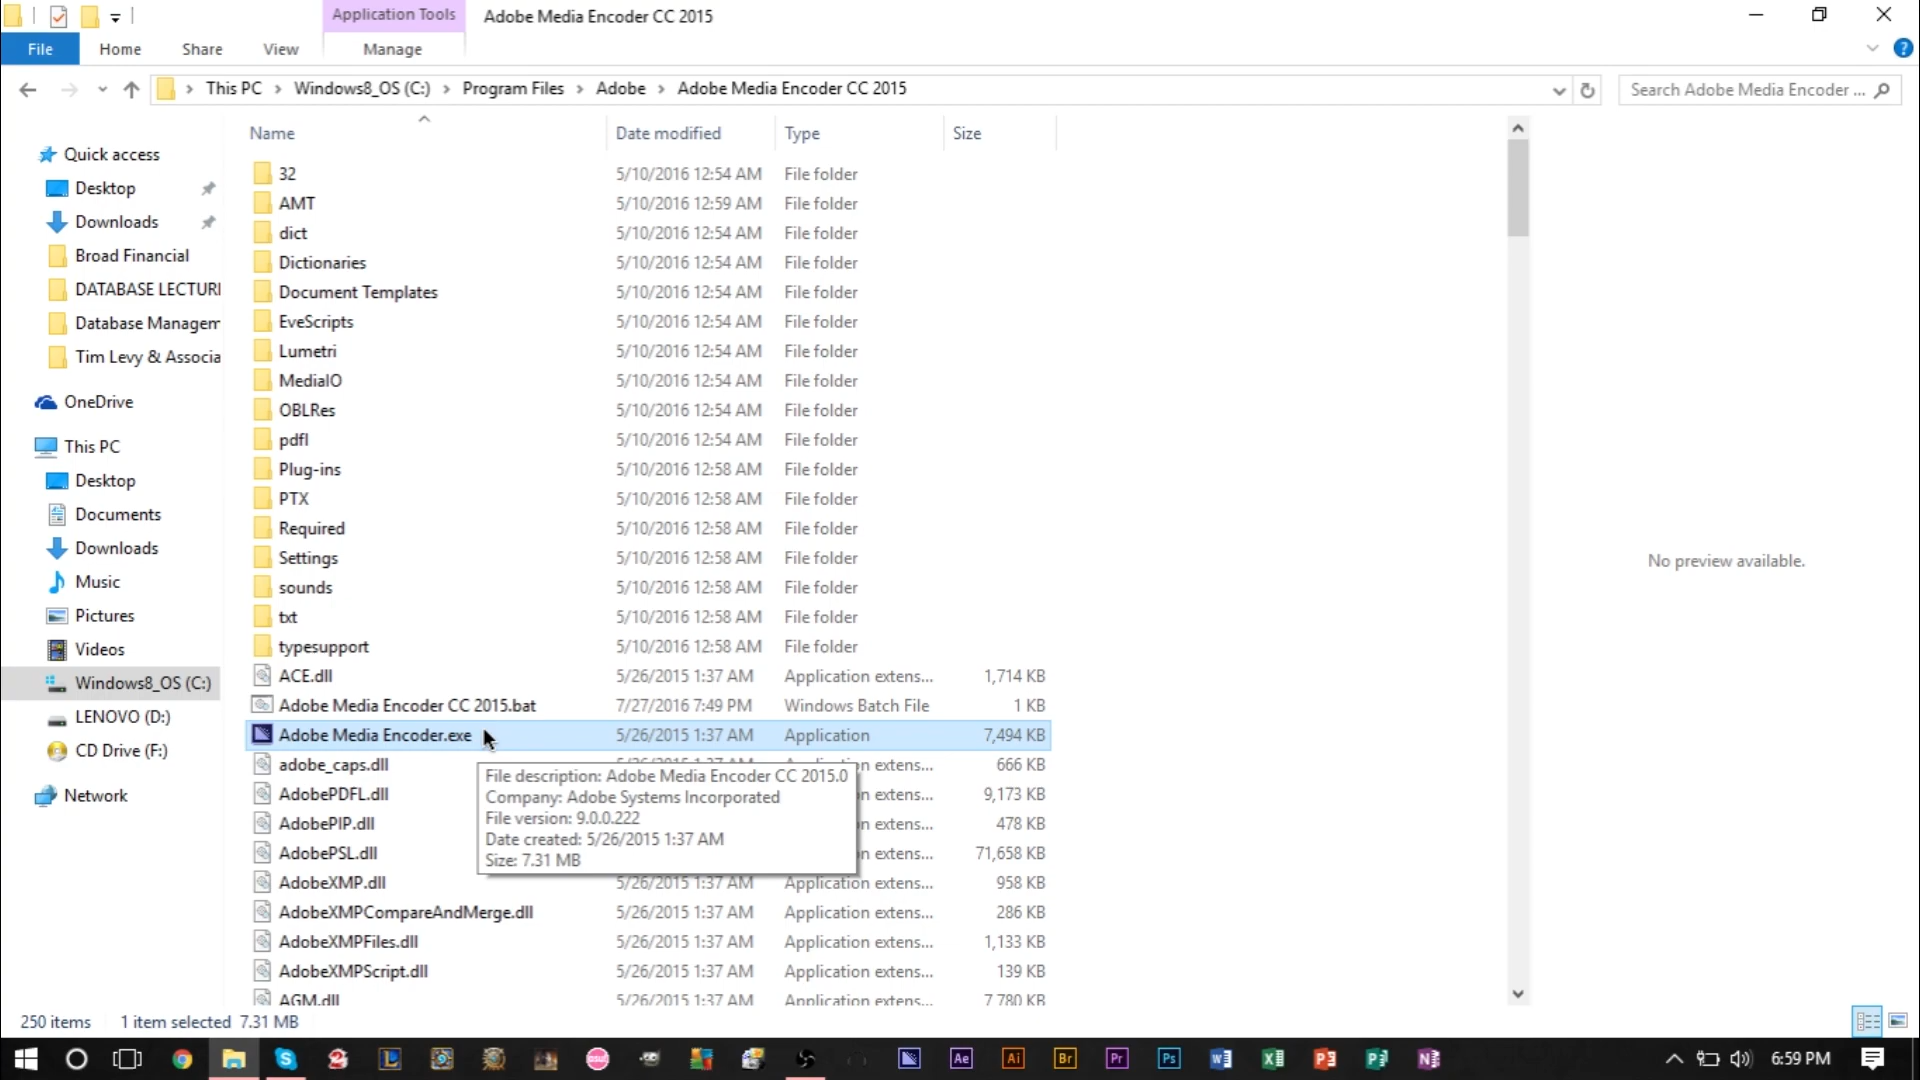 Application Tools
Adobe Media Encoder CC 2015
File
Home
Share
View
Manage
This PC > Windows8_OS (C:) > Program Files > Adobe > Adobe Media Encoder CC 2015
Search Adobe Media Encoder ...
Name
Date modified
Type
Size
Quick access
Desktop
Downloads
Broad Financial
DATABASE LECTURI
Database Managem
Tim Levy & Associa
OneDrive
This PC
Desktop
Documents
Downloads
Music
Pictures
Videos
Windows8_OS (C:)
LENOVO (D:)
CD Drive (F:)
Network
32 5/10/2016 12:54 AM File folder
AMT 5/10/2016 12:59 AM File folder
dict 5/10/2016 12:54 AM File folder
Dictionaries 5/10/2016 12:54 AM File folder
Document Templates 5/10/2016 12:54 AM File folder
EveScripts 5/10/2016 12:54 AM File folder
Lumetri 5/10/2016 12:54 AM File folder
MediaIO 5/10/2016 12:54 AM File folder
OBLRes 5/10/2016 12:54 AM File folder
pdfl 5/10/2016 12:54 AM File folder
Plug-ins 5/10/2016 12:58 AM File folder
PTX 5/10/2016 12:58 AM File folder
Required 5/10/2016 12:58 AM File folder
Settings 5/10/2016 12:58 AM File folder
sounds 5/10/2016 12:58 AM File folder
txt 5/10/2016 12:58 AM File folder
typesupport 5/10/2016 12:58 AM File folder
ACE.dll 5/26/2015 1:37 AM Application extens... 1,714 KB
Adobe Media Encoder CC 2015.bat 7/27/2016 7:49 PM Windows Batch File 1 KB
Adobe Media Encoder.exe 5/26/2015 1:37 AM Application 7,494 KB
adobe_caps.dll n extens... 666 KB
AdobePDFL.dll n extens... 9,173 KB
AdobePIP.dll n extens... 478 KB
AdobePSL.dll n extens... 71,658 KB
AdobeXMP.dll 5/26/2015 1:37 AM Application extens... 958 KB
AdobeXMPCompareAndMerge.dll 5/26/2015 1:37 AM Application extens... 286 KB
AdobeXMPFiles.dll 5/26/2015 1:37 AM Application extens... 1,133 KB
AdobeXMPScript.dll 5/26/2015 1:37 AM Application extens... 139 KB
AGM.dll 5/26/2015 1:37 AM Application extens... 7,780 KB
File description: Adobe Media Encoder CC 2015.0
Company: Adobe Systems Incorporated
File version: 9.0.0.222
Date created: 5/26/2015 1:37 AM
Size: 7.31 MB
No preview available.
250 items
1 item selected 7.31 MB
Ae
Ai
Br
Pr
Ps
6:59 PM